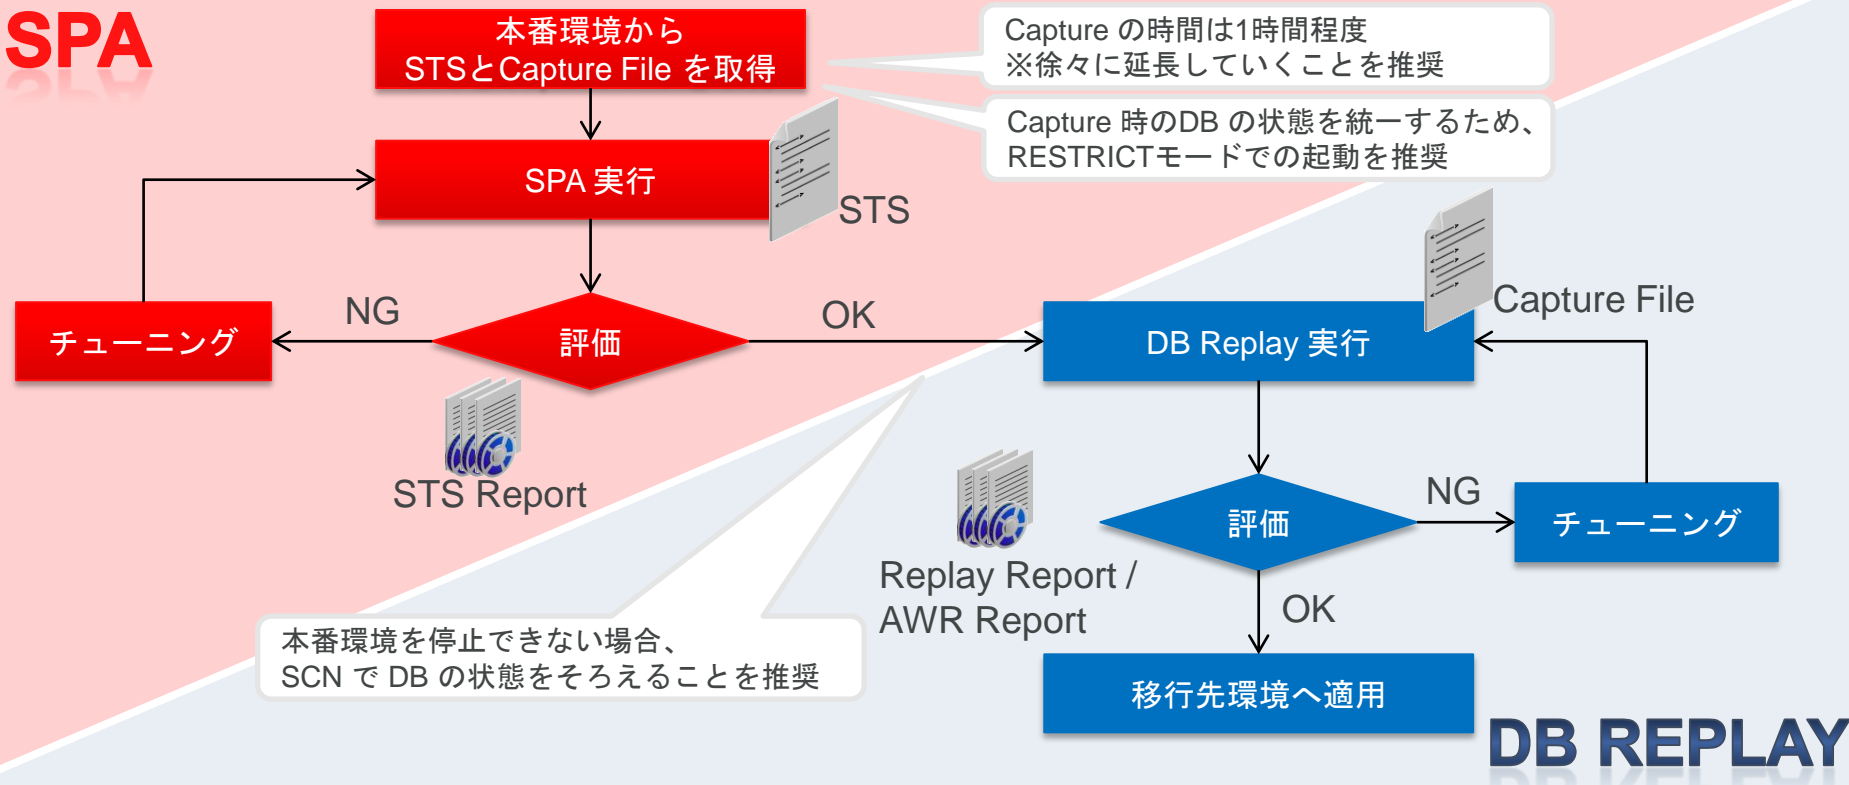 SPA
本番環境から
STSとCapture File を取得
Capture の時間は1時間程度
※徐々に延長していくことを推奨
Capture 時のDB の状態を統一するため、
RESTRICTモードでの起動を推奨
SPA 実行
STS
チューニング
NG
評価
OK
STS Report
DB Replay 実行
Capture File
評価
NG
チューニング
Replay Report /
AWR Report
OK
本番環境を停止できない場合、
SCN で DB の状態をそろえることを推奨
移行先環境へ適用
DB REPLAY